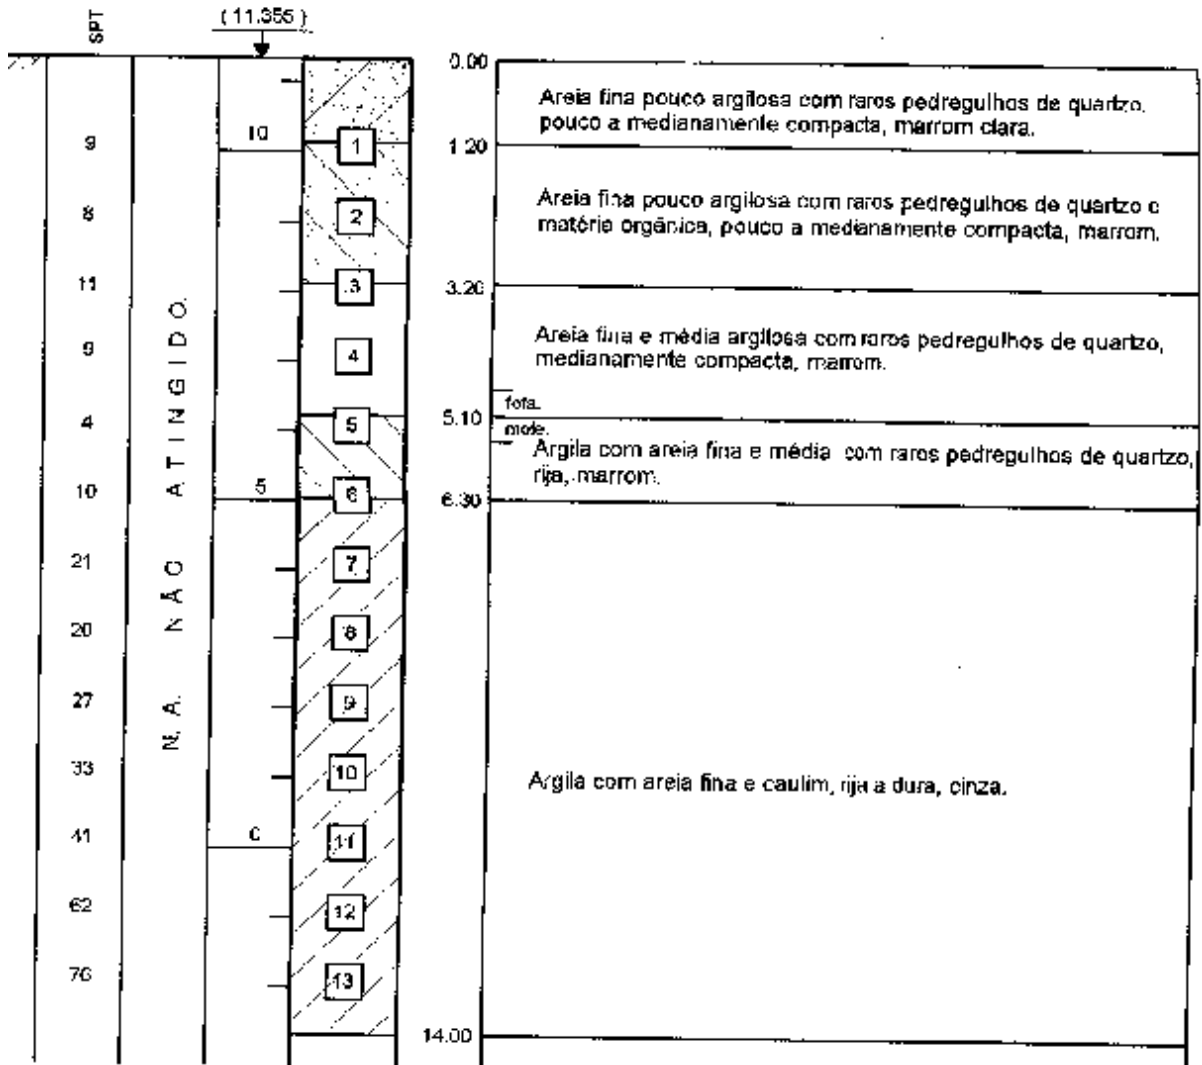 SPT
(11.355)
0.00
Areia fina pouco argilosa com raros pedregulhos de quartzo,
pouco a medianamente compacta, marrom clara.
9
10
1
1.20
8
2
Areia fina pouco argilosa com raros pedregulhos de quartzo e
matérie orgânica, pouco a medianamente compacta, marrom.
11
3
3.20
9
4
Areia fina e média argilosa com raros pedregulhos de quartzo,
medianamente compacta, marrom.
fofa.
4
5
5.10
mole.
Argila com areia fina e média com raros pedregulhos de quartzo,
rija, marrom.
10
5
6
6.30
N.A. NÃO ATINGIDO.
21
7
20
8
27
9
33
10
Argila com areia fina e caulim, rija a dura, cinza.
41
0
11
62
12
76
13
14.00